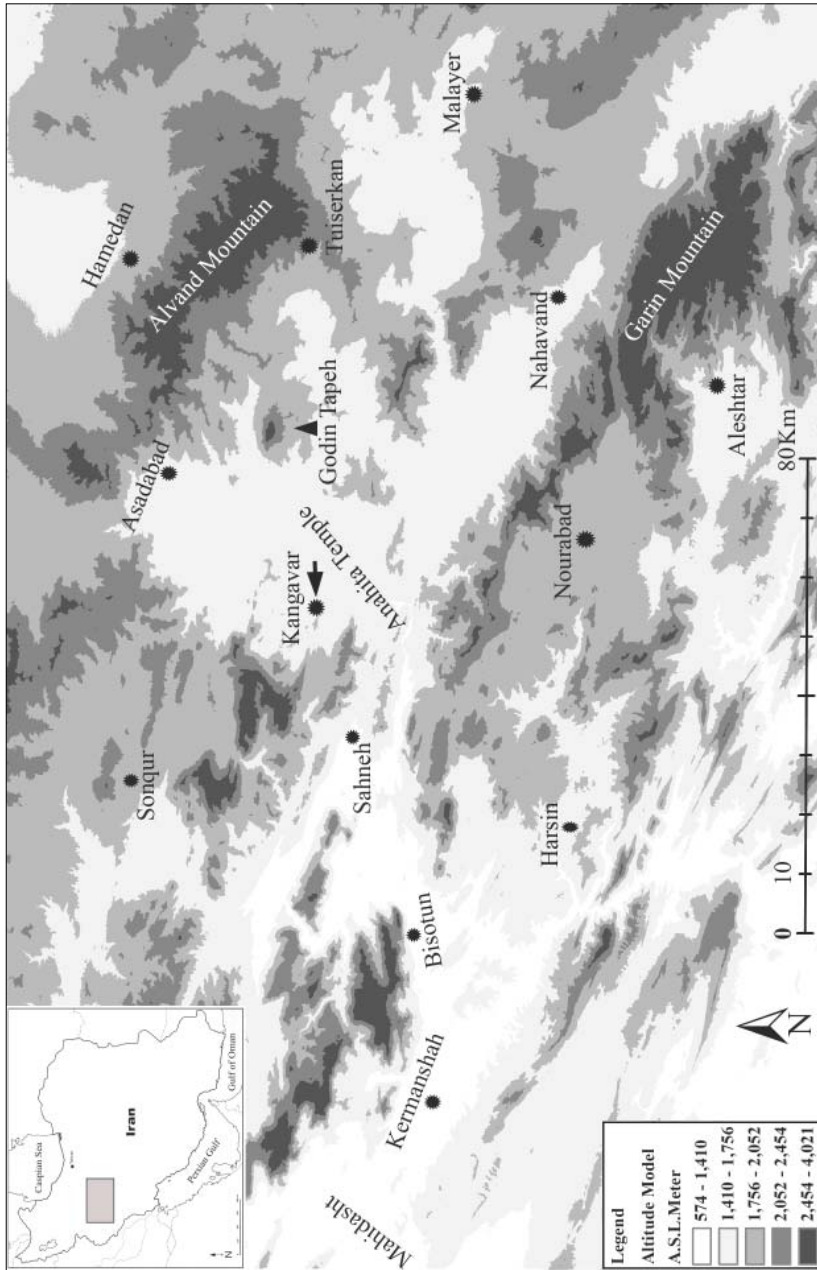 Caspian Sea
Tehran
Iran
Persian Gulf
Gulf of Oman
N
Sonqur
Asadabad
Hamedan
Alvand Mountain
Kangavar
Godin Tapeh
Tuiserkan
Anahita Temple
Sahneh
Malayer
Kermanshah
Bisotun
Mahidasht
Nahavand
Harsin
Nourabad
Garin Mountain
Aleshtar
Legend
Altitude Model
A.S.L.Meter
574 - 1,410
1,410 - 1,756
1,756 - 2,052
2,052 - 2,454
2,454 - 4,021
N
0 10 80Km